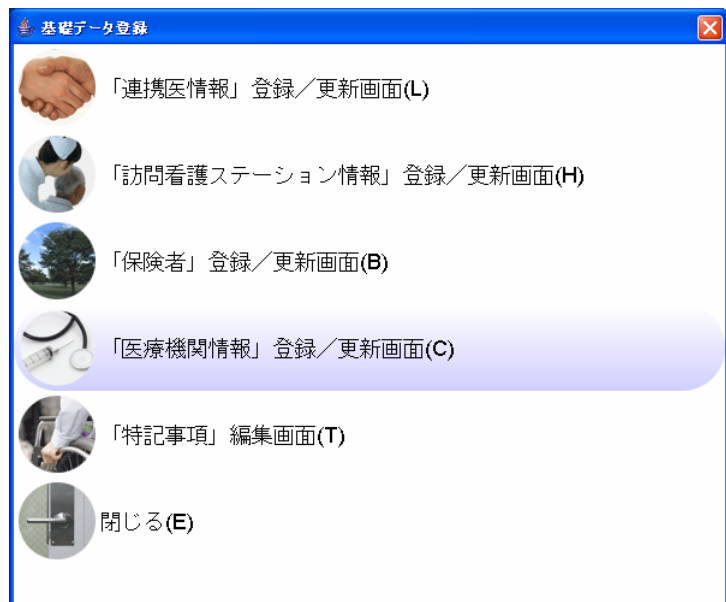 基礎データ登録
「連携医情報」登録／更新画面(L)
「訪問看護ステーション情報」登録／更新画面(H)
「保険者」登録／更新画面(B)
「医療機関情報」登録／更新画面(C)
「特記事項」編集画面(T)
閉じる(E)